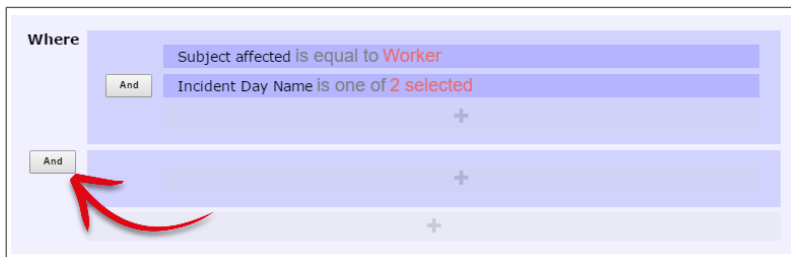 Where
Subject affected is equal to Worker
And
Incident Day Name is one of 2 selected
+
And
+
+